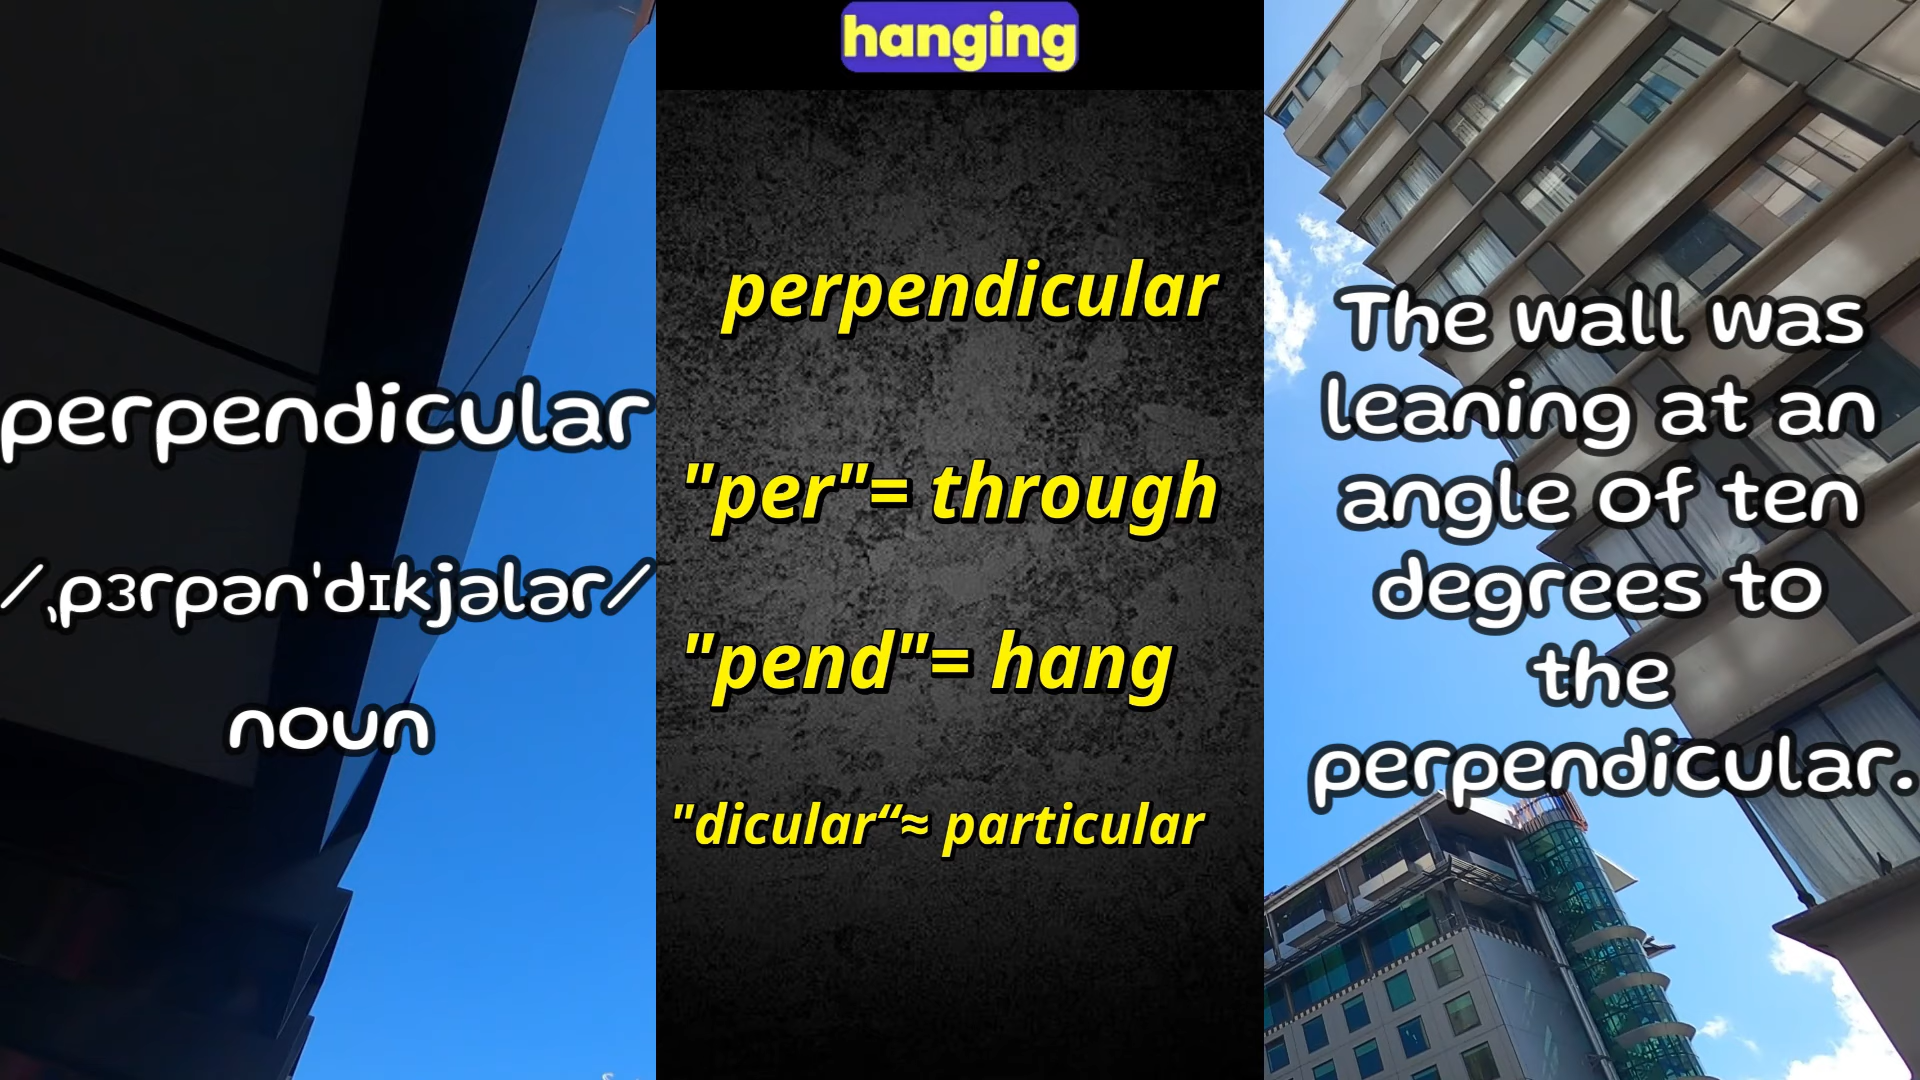 perpendicular
/ˌpɜrpənˈdɪkjələr/
noun
hanging
perpendicular
"per"= through
"pend"= hang
"dicular“≈ particular
The wall was
leaning at an
angle of ten
degrees to
the
perpendicular.